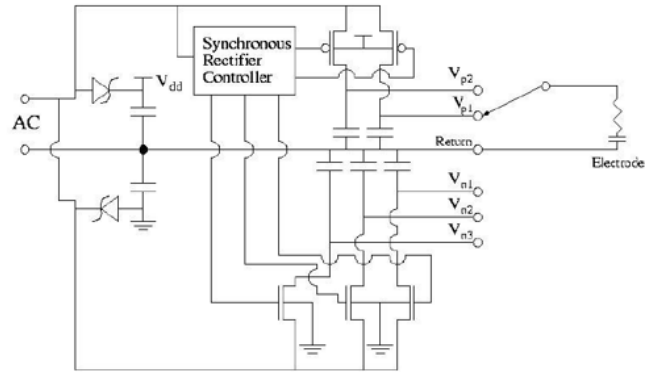 Synchronous
Rectifier
Controller
V_dd
V_p2
V_p1
AC
Return
Electrode
V_n1
V_n2
V_n3